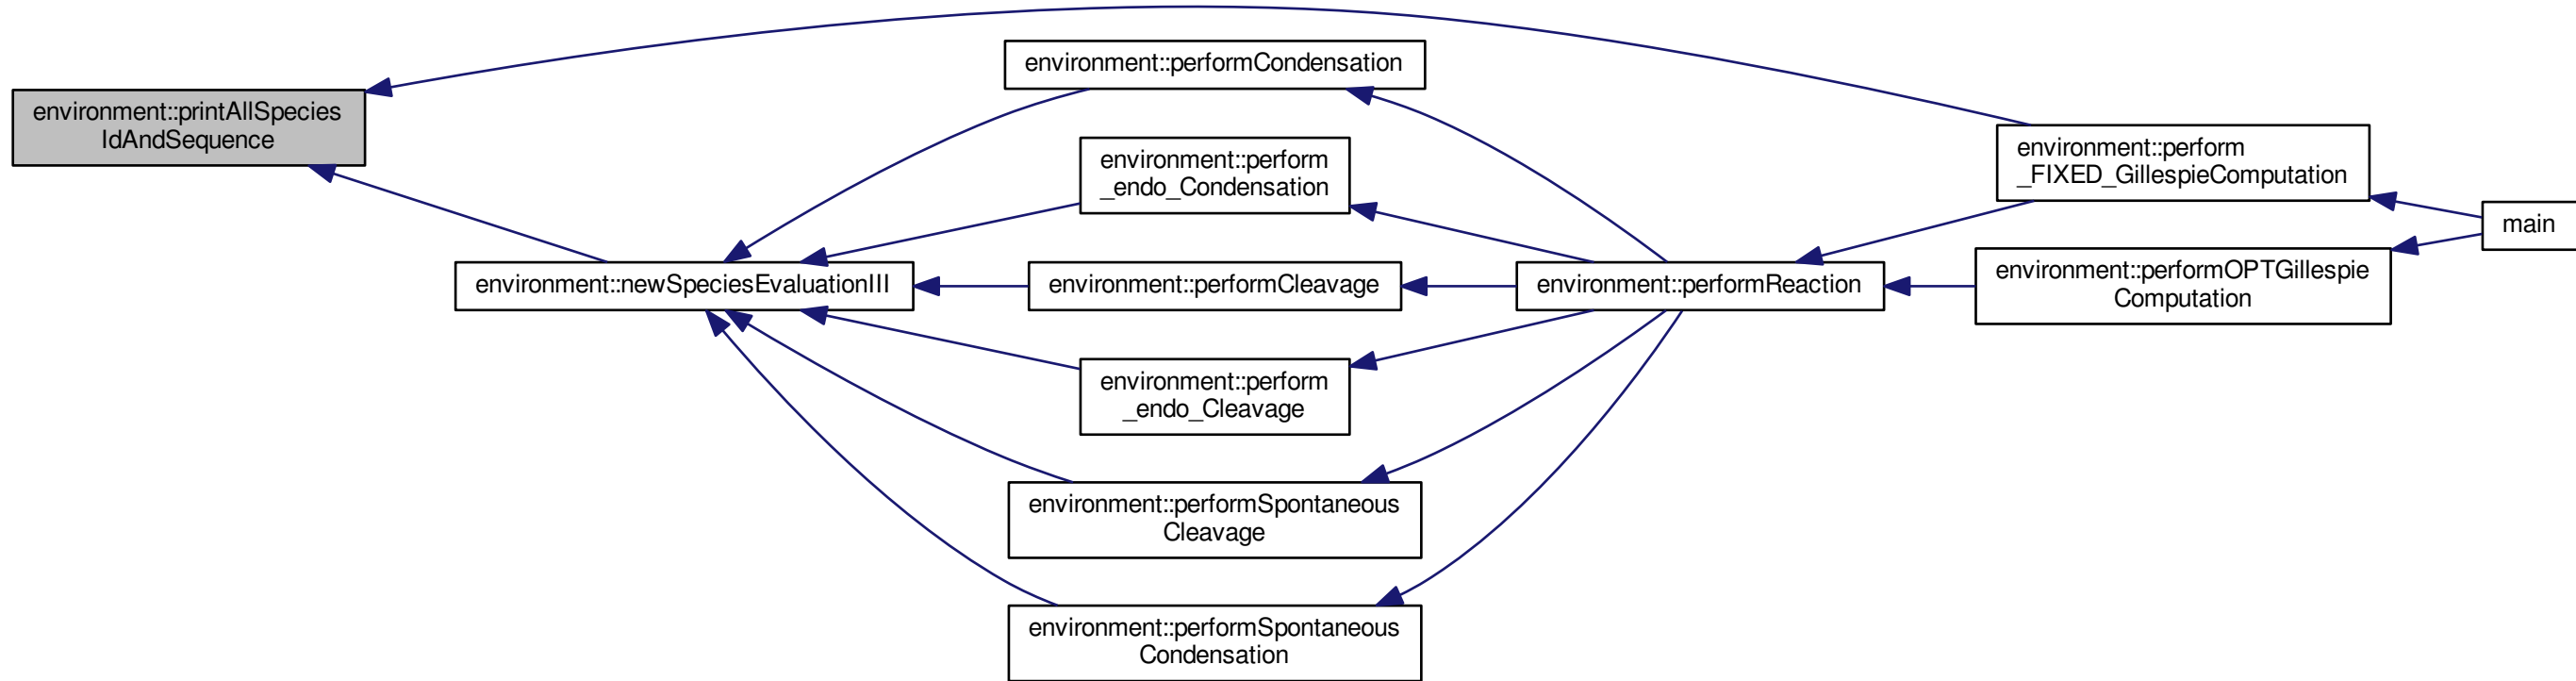 environment::printAllSpecies
IdAndSequence
environment::newSpeciesEvaluationIII
environment::performCondensation
environment::perform
_endo_Condensation
environment::performCleavage
environment::perform
_endo_Cleavage
environment::performSpontaneous
Cleavage
environment::performSpontaneous
Condensation
environment::performReaction
environment::perform
_FIXED_GillespieComputation
environment::performOPTGillespie
Computation
main